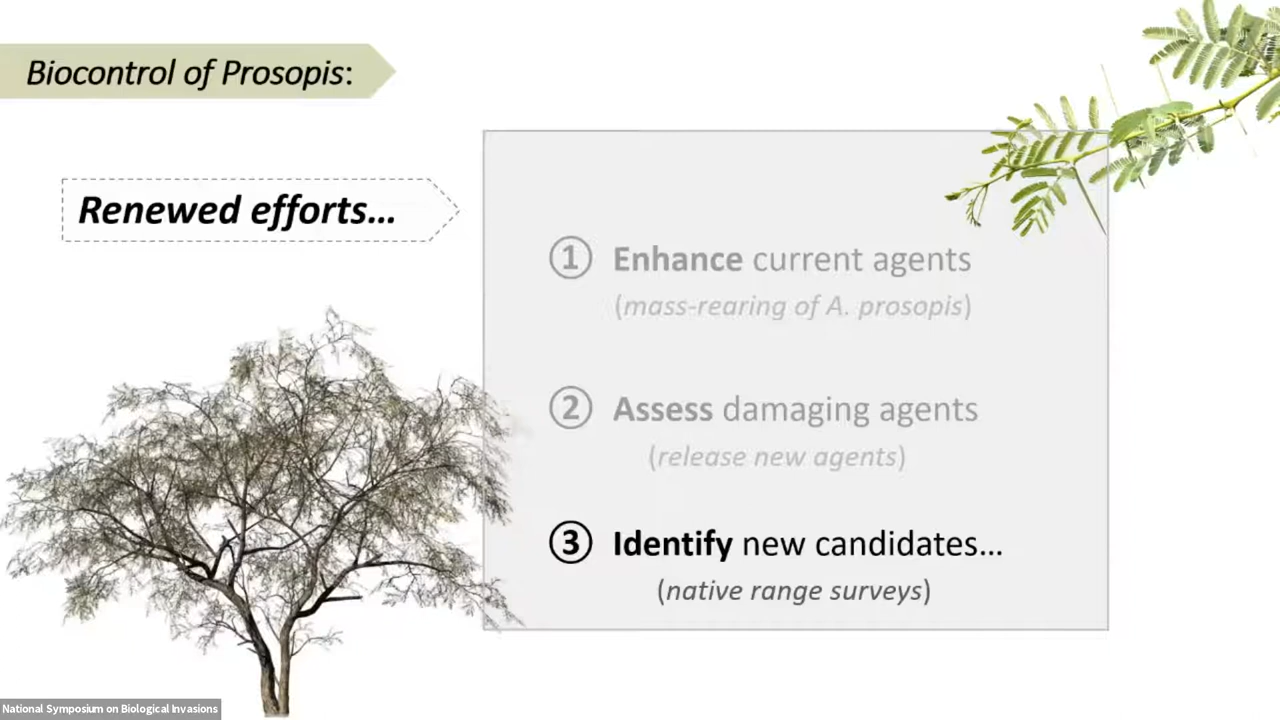 Biocontrol of Prosopis:
Renewed efforts...
① Enhance current agents
(mass-rearing of A. prosopis)
② Assess damaging agents
(release new agents)
③ Identify new candidates...
(native range surveys)
National Symposium on Biological Invasions